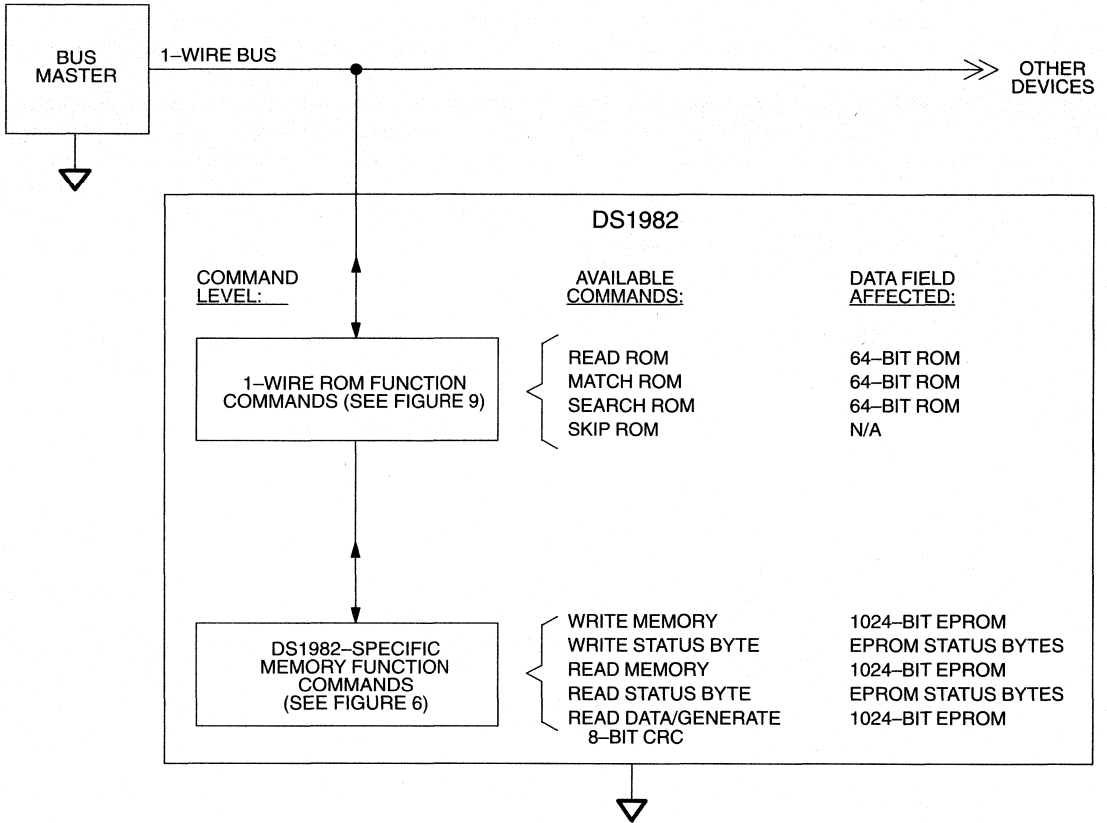 BUS
MASTER
1–WIRE BUS
OTHER
DEVICES
DS1982
COMMAND
LEVEL:
AVAILABLE
COMMANDS:
DATA FIELD
AFFECTED:
1–WIRE ROM FUNCTION
COMMANDS (SEE FIGURE 9)
READ ROM 64–BIT ROM
MATCH ROM 64–BIT ROM
SEARCH ROM 64–BIT ROM
SKIP ROM N/A
DS1982–SPECIFIC
MEMORY FUNCTION
COMMANDS
(SEE FIGURE 6)
WRITE MEMORY 1024–BIT EPROM
WRITE STATUS BYTE EPROM STATUS BYTES
READ MEMORY 1024–BIT EPROM
READ STATUS BYTE EPROM STATUS BYTES
READ DATA/GENERATE 1024–BIT EPROM
8–BIT CRC